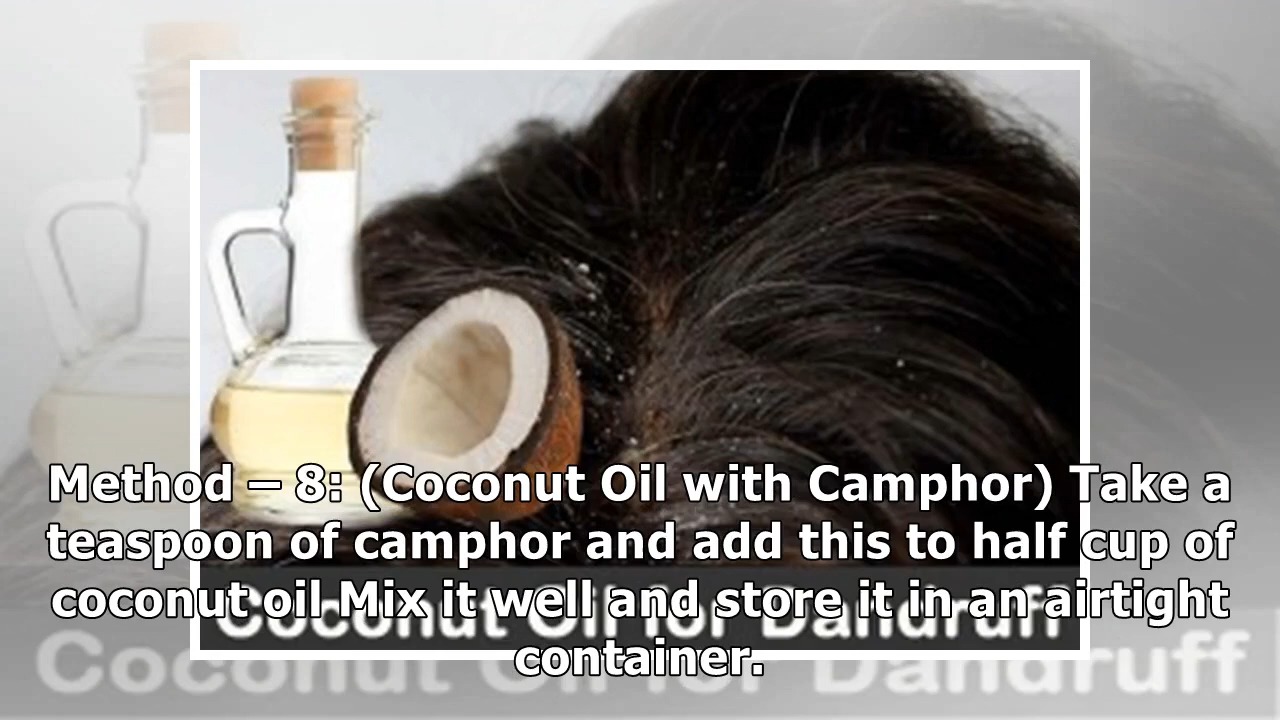 Method – 8: (Coconut Oil with Camphor) Take a
teaspoon of camphor and add this to half cup of
coconut oil Mix it well and store it in an airtight
container.
Coconut Oil for Dandruff
Coconut Oil for Dandruff